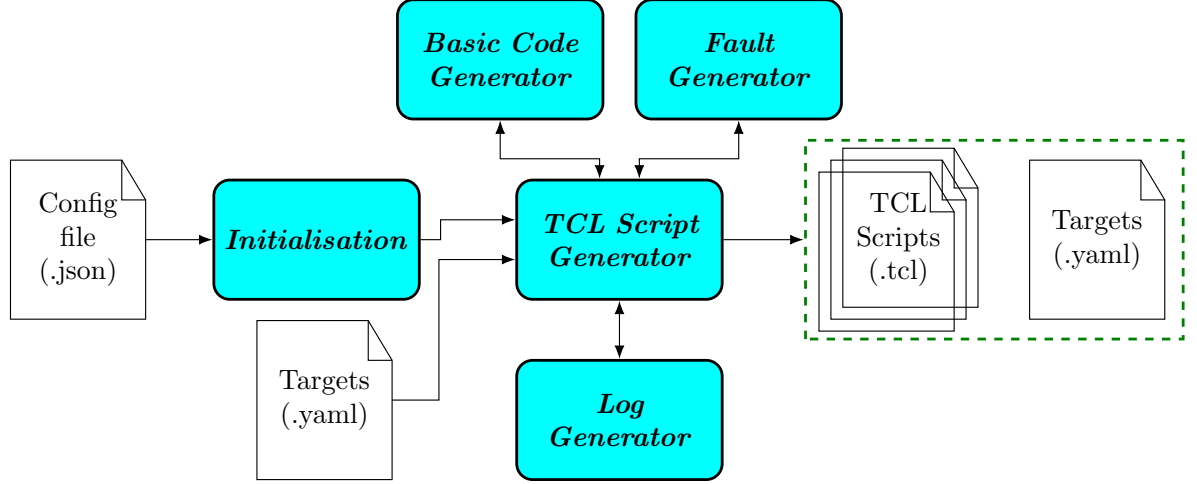 Basic Code
Generator
Fault
Generator
Config
file
(.json)
Initialisation
TCL Script
Generator
TCL
Scripts
(.tcl)
Targets
(.yaml)
Targets
(.yaml)
Log
Generator